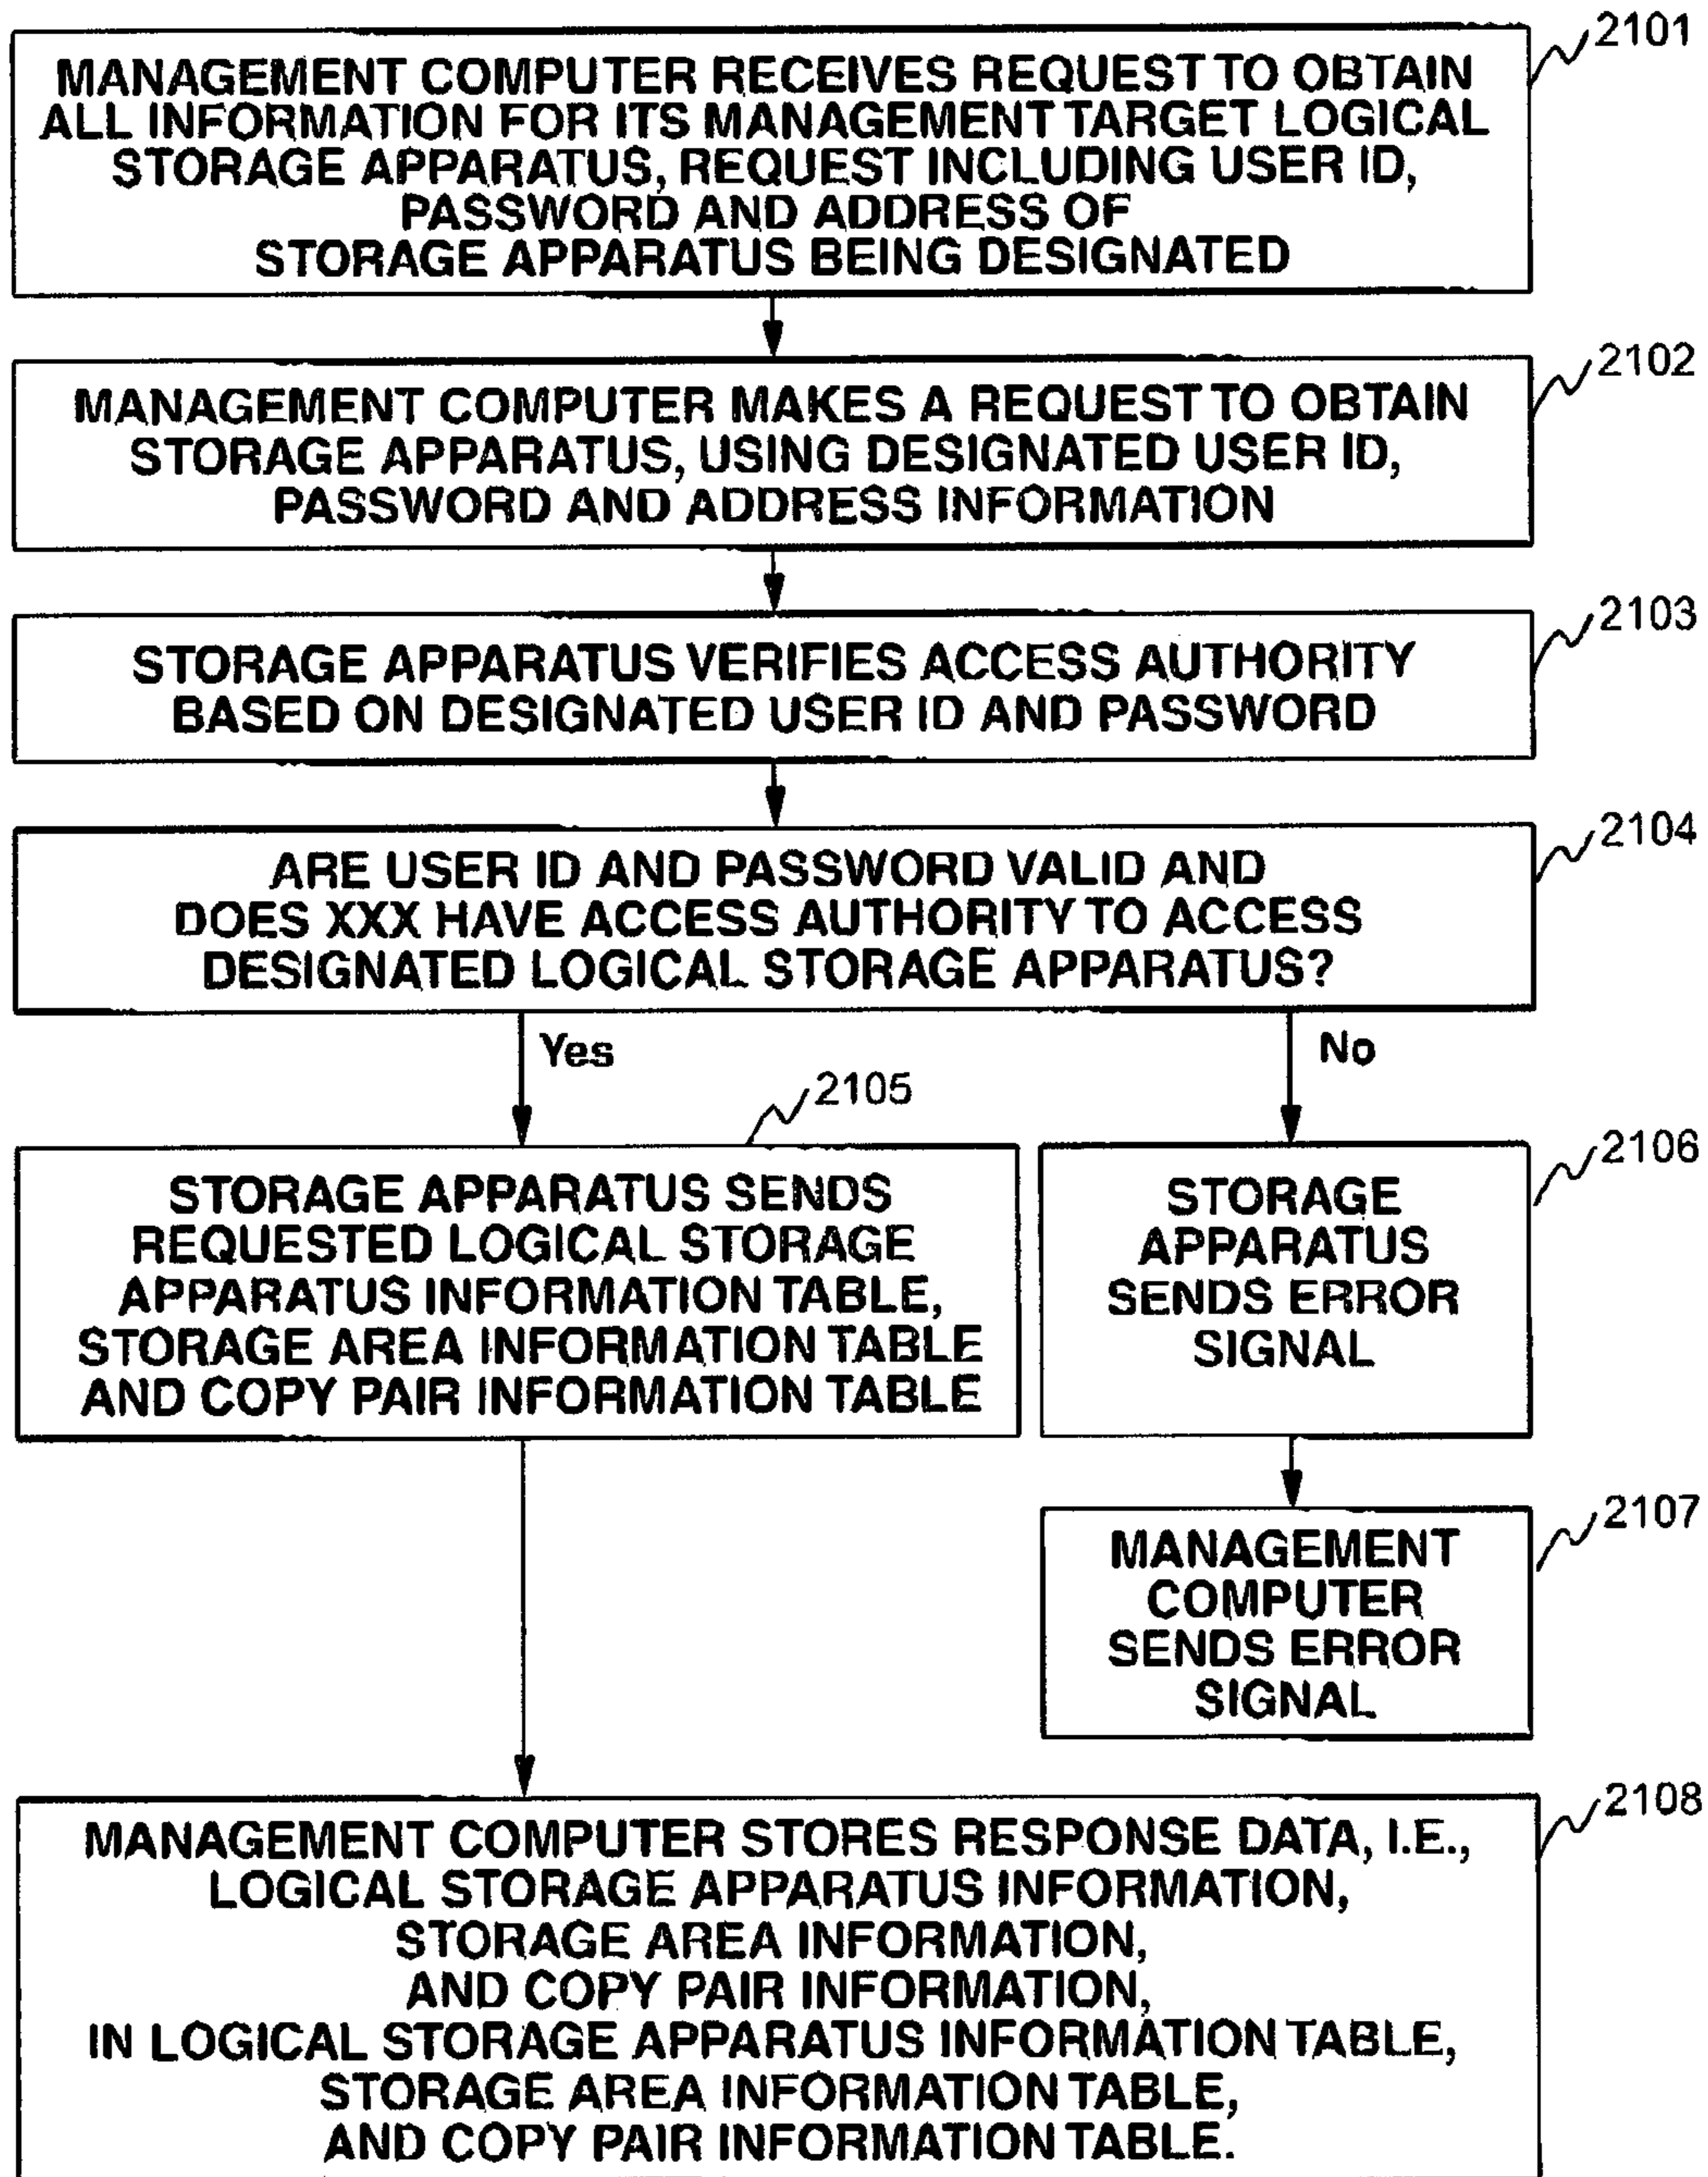 2101
MANAGEMENT COMPUTER RECEIVES REQUEST TO OBTAIN
ALL INFORMATION FOR ITS MANAGEMENT TARGET LOGICAL
STORAGE APPARATUS, REQUEST INCLUDING USER ID,
PASSWORD AND ADDRESS OF
STORAGE APPARATUS BEING DESIGNATED
2102
MANAGEMENT COMPUTER MAKES A REQUEST TO OBTAIN
STORAGE APPARATUS, USING DESIGNATED USER ID,
PASSWORD AND ADDRESS INFORMATION
2103
STORAGE APPARATUS VERIFIES ACCESS AUTHORITY
BASED ON DESIGNATED USER ID AND PASSWORD
2104
ARE USER ID AND PASSWORD VALID AND
DOES XXX HAVE ACCESS AUTHORITY TO ACCESS
DESIGNATED LOGICAL STORAGE APPARATUS?
Yes
No
2105
STORAGE APPARATUS SENDS
REQUESTED LOGICAL STORAGE
APPARATUS INFORMATION TABLE,
STORAGE AREA INFORMATION TABLE
AND COPY PAIR INFORMATION TABLE
2106
STORAGE
APPARATUS
SENDS ERROR
SIGNAL
2107
MANAGEMENT
COMPUTER
SENDS ERROR
SIGNAL
2108
MANAGEMENT COMPUTER STORES RESPONSE DATA, I.E.,
LOGICAL STORAGE APPARATUS INFORMATION,
STORAGE AREA INFORMATION,
AND COPY PAIR INFORMATION,
IN LOGICAL STORAGE APPARATUS INFORMATION TABLE,
STORAGE AREA INFORMATION TABLE,
AND COPY PAIR INFORMATION TABLE.